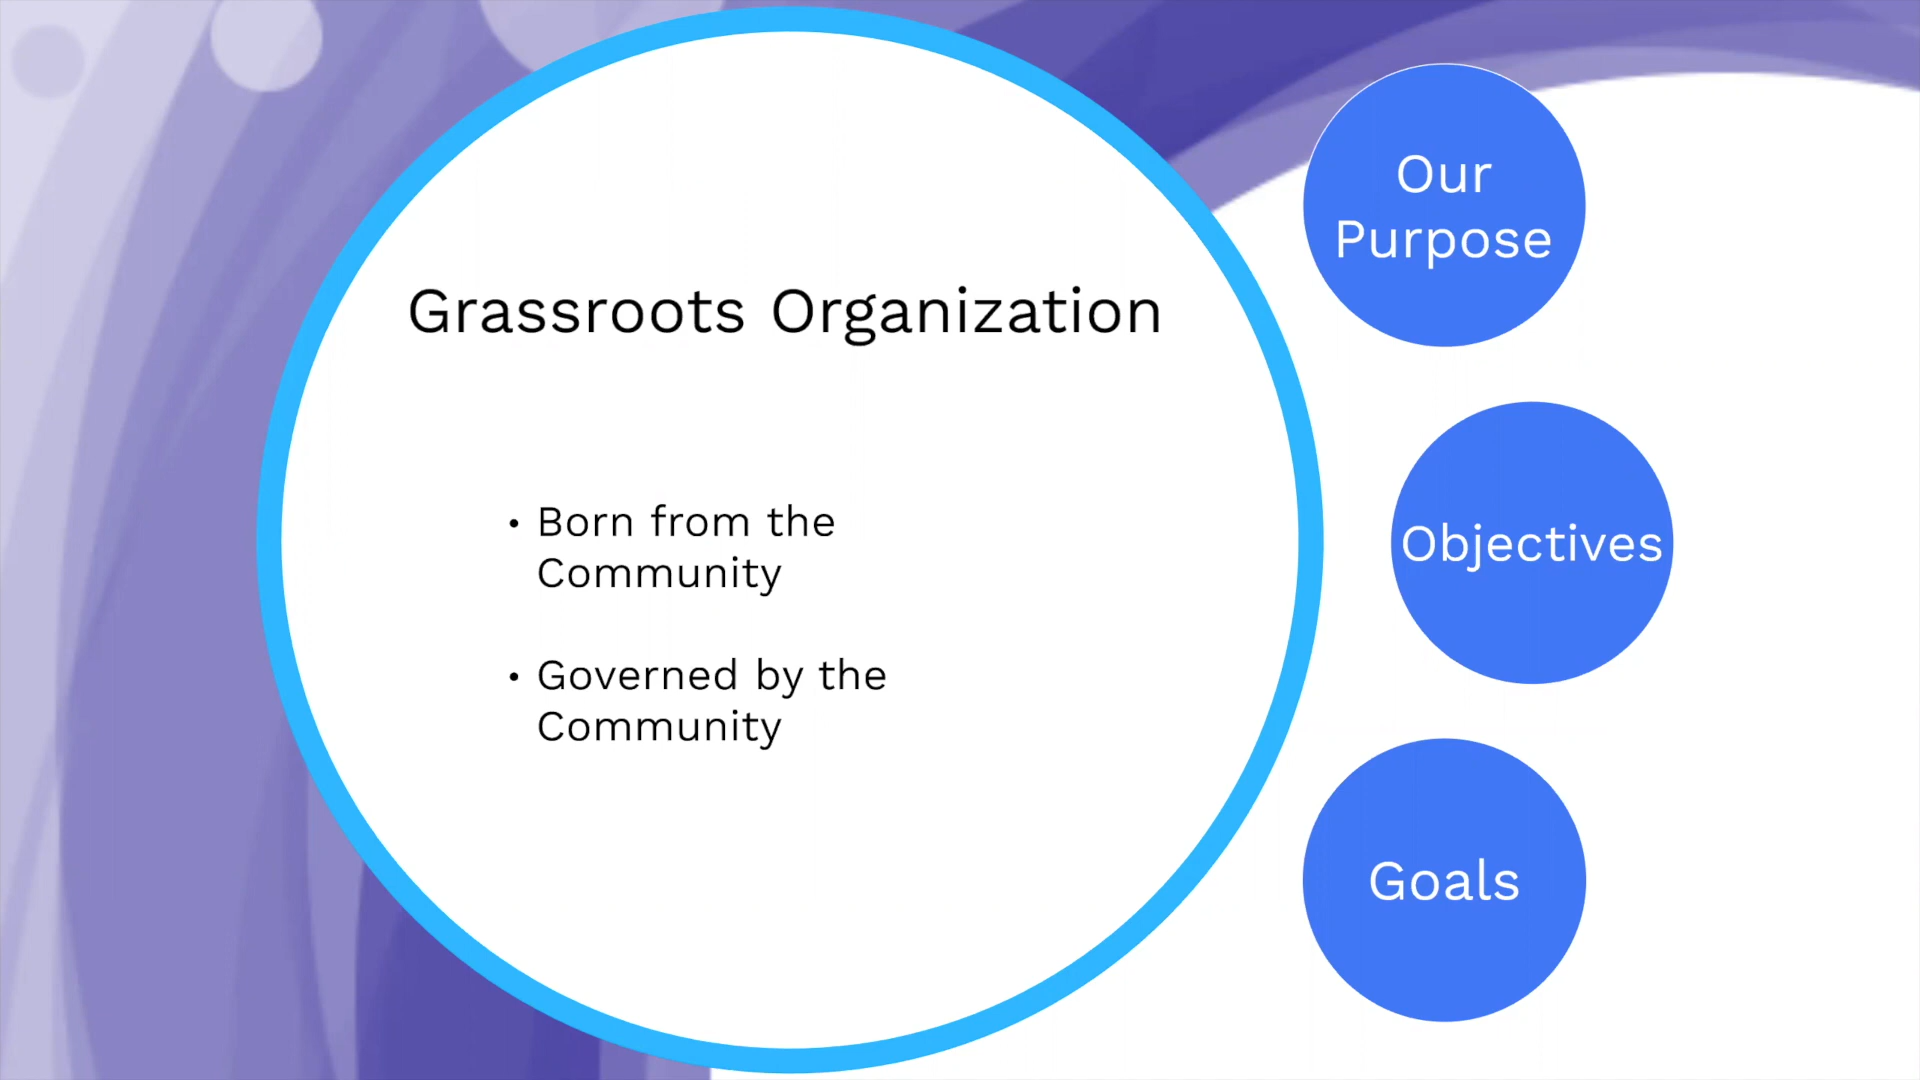 Grassroots Organization
• Born from the
Community
• Governed by the
Community
Our
Purpose
Objectives
Goals